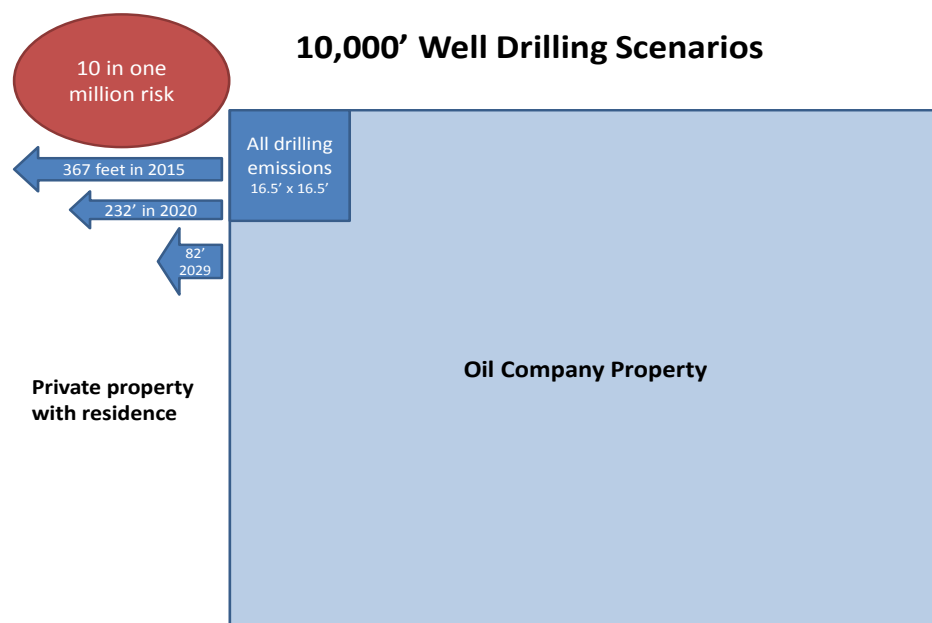 10,000’ Well Drilling Scenarios
10 in one
million risk
All drilling
emissions
16.5’ x 16.5’
367 feet in 2015
232’ in 2020
82’
2029
Oil Company Property
Private property
with residence